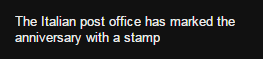 The Italian post office has marked the
anniversary with a stamp